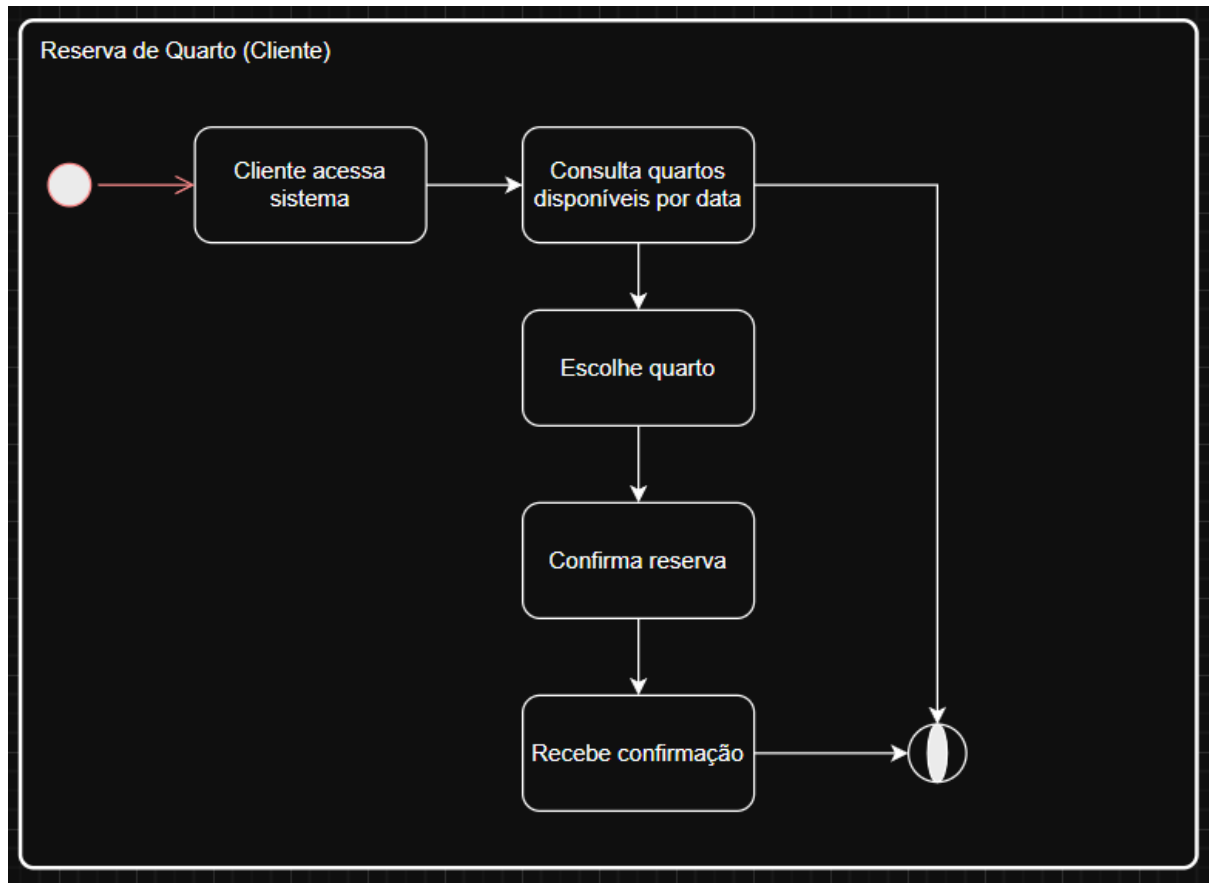 Reserva de Quarto (Cliente)
Cliente acessa
sistema
Consulta quartos
disponíveis por data
Escolhe quarto
Confirma reserva
Recebe confirmação